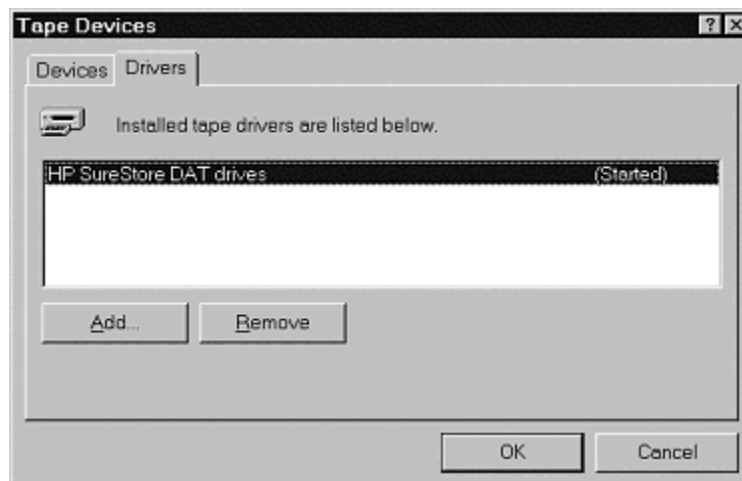 Tape Devices
Devices Drivers
Installed tape drivers are listed below.
HP SureStore DAT drives (Started)
Add... Remove
OK Cancel